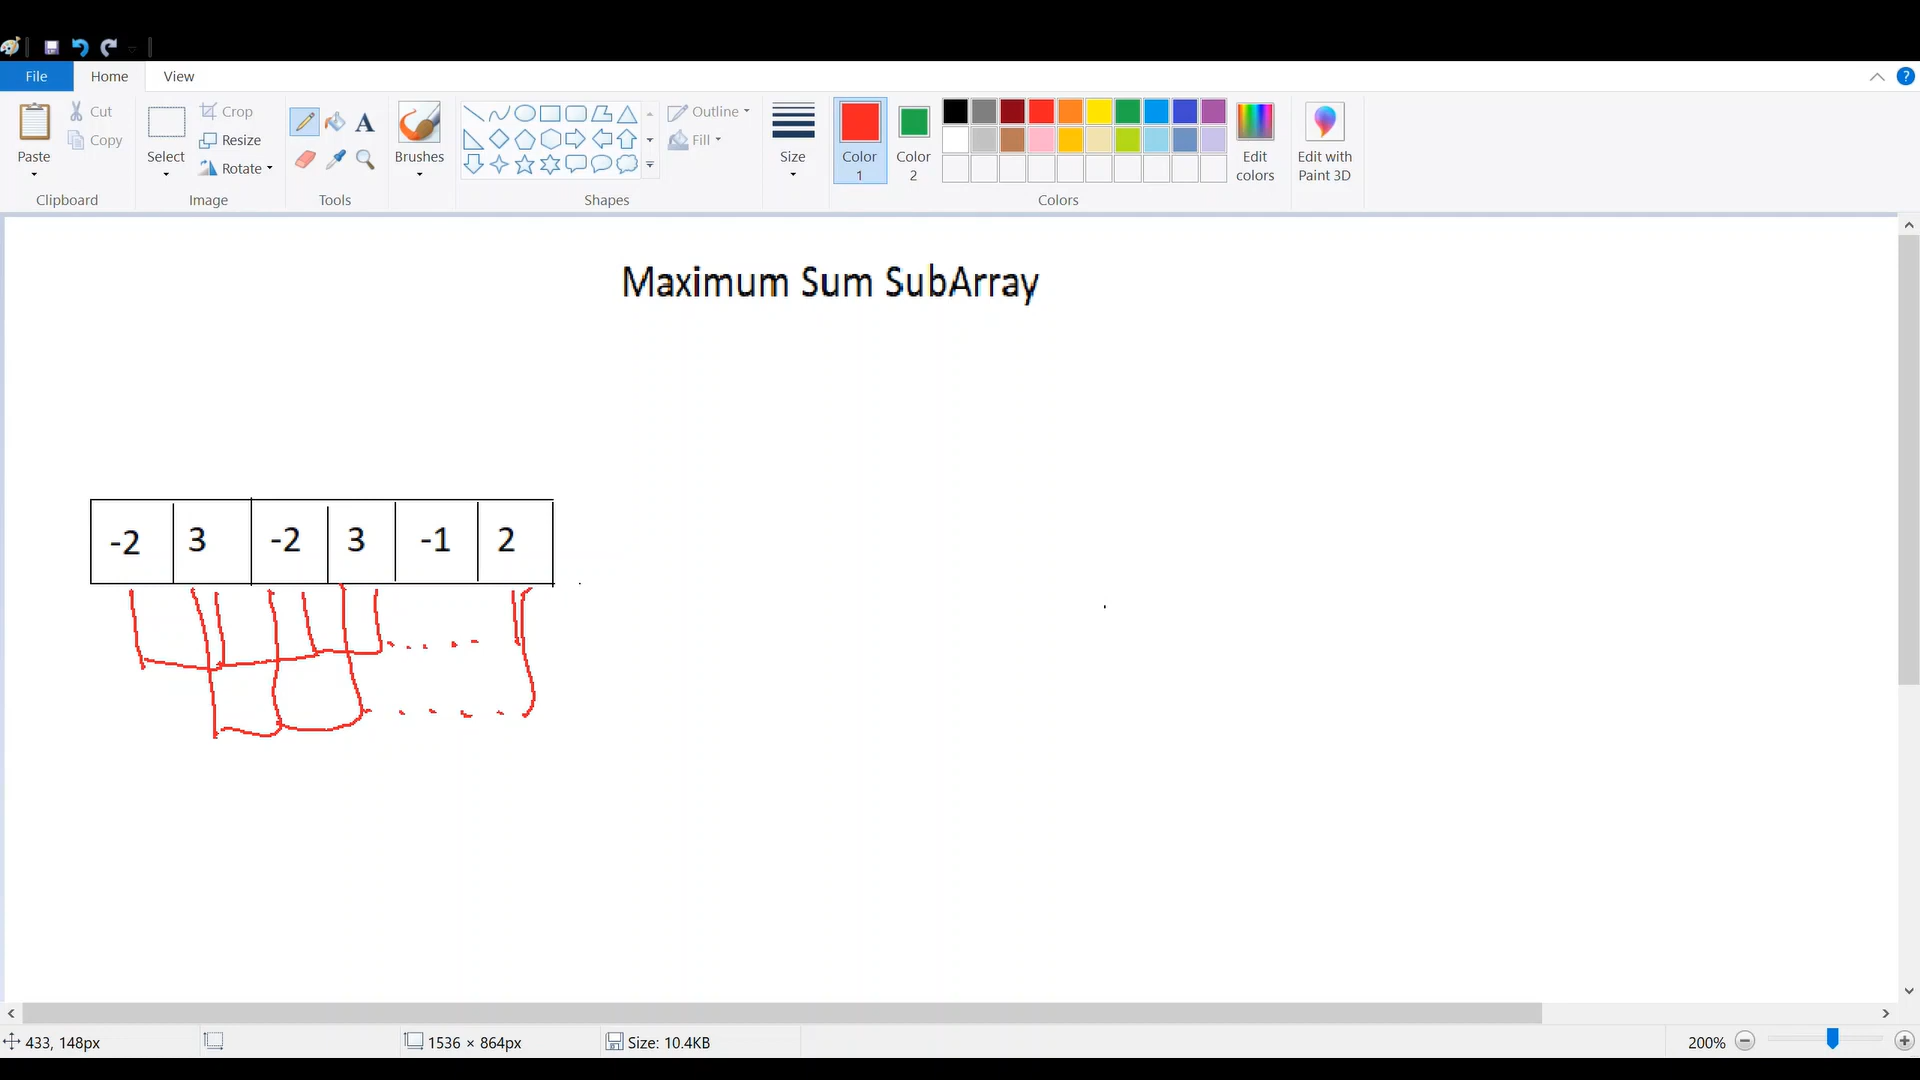 File Home View
Paste
Cut
Copy
Clipboard
Select
Crop
Resize
Rotate
Image
A
Tools
Brushes
Shapes
Outline
Fill
Size
Color 1
Color 2
Edit colors
Colors
Edit with Paint 3D
?
Maximum Sum SubArray
-2 3 -2 3 -1 2
433, 148px
1536 × 864px
Size: 10.4KB
200%